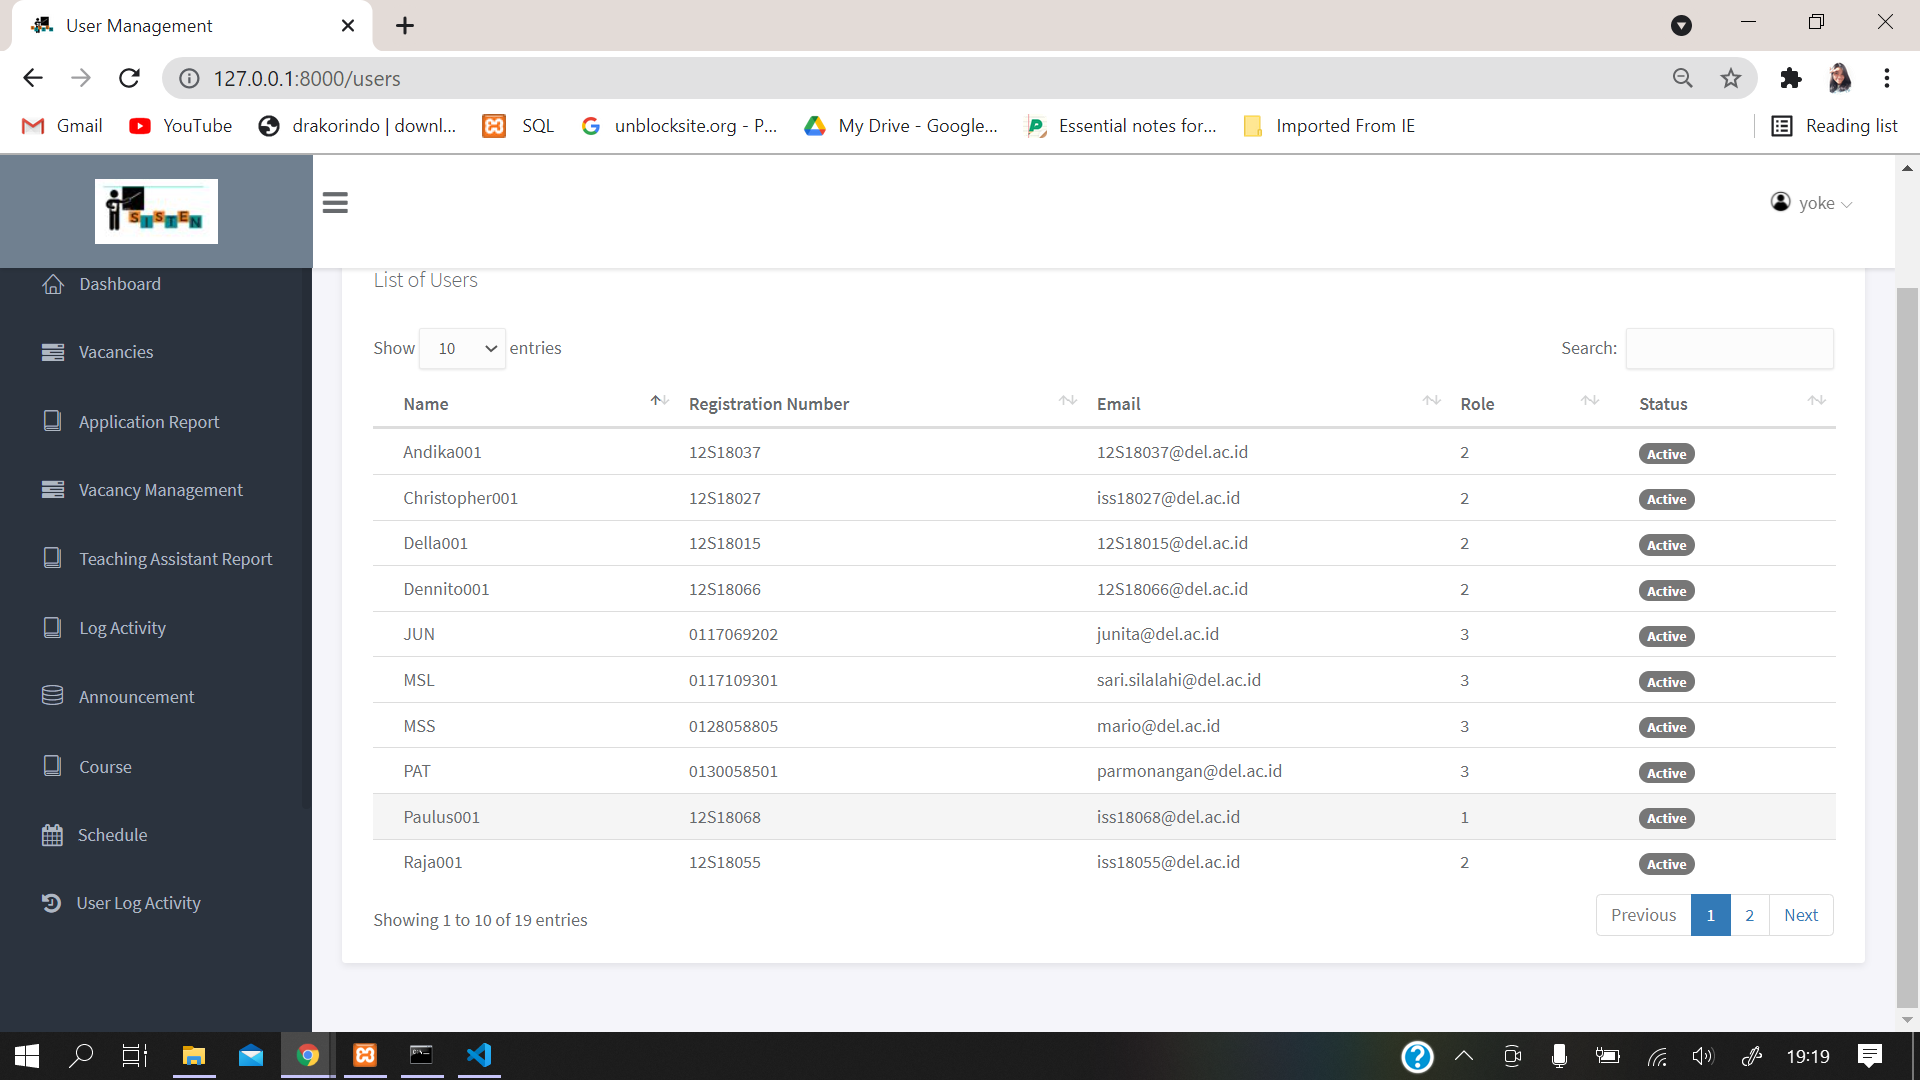 User Management
127.0.0.1:8000/users
Gmail YouTube drakorindo | downl... SQL unblocksite.org - P... My Drive - Google... Essential notes for... Imported From IE Reading list
SISTEN
yoke
Dashboard
Vacancies
Application Report
Vacancy Management
Teaching Assistant Report
Log Activity
Announcement
Course
Schedule
User Log Activity
List of Users
Show 10 entries Search:
Name Registration Number Email Role Status
Andika001 12S18037 12S18037@del.ac.id 2 Active
Christopher001 12S18027 iss18027@del.ac.id 2 Active
Della001 12S18015 12S18015@del.ac.id 2 Active
Dennito001 12S18066 12S18066@del.ac.id 2 Active
JUN 0117069202 junita@del.ac.id 3 Active
MSL 0117109301 sari.silalahi@del.ac.id 3 Active
MSS 0128058805 mario@del.ac.id 3 Active
PAT 0130058501 parmonangan@del.ac.id 3 Active
Paulus001 12S18068 iss18068@del.ac.id 1 Active
Raja001 12S18055 iss18055@del.ac.id 2 Active
Showing 1 to 10 of 19 entries
Previous 1 2 Next
19:19